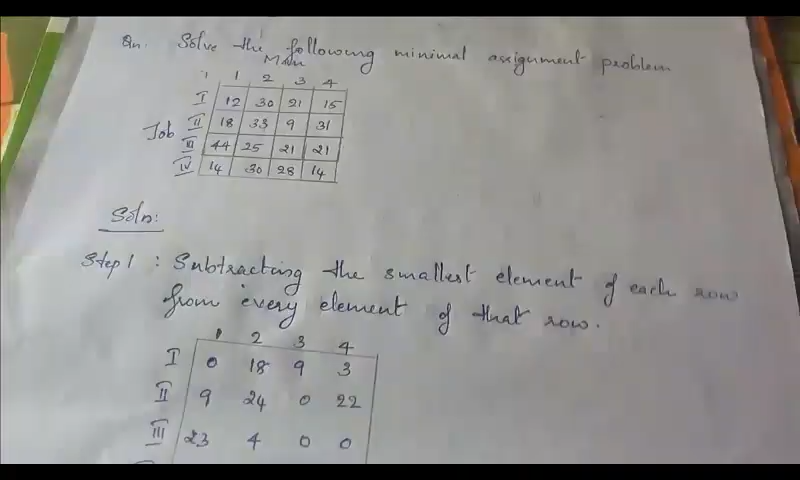 Qn. Solve the following minimal assignment problem
Man
1 2 3 4
I 12 30 21 15
Job II 18 33 9 31
III 44 25 21 21
IV 14 30 28 14
Soln:
Step 1 : Subtracting the smallest element of each row
from every element of that row.
1 2 3 4
I 0 18 9 3
II 9 24 0 22
III 23 4 0 0